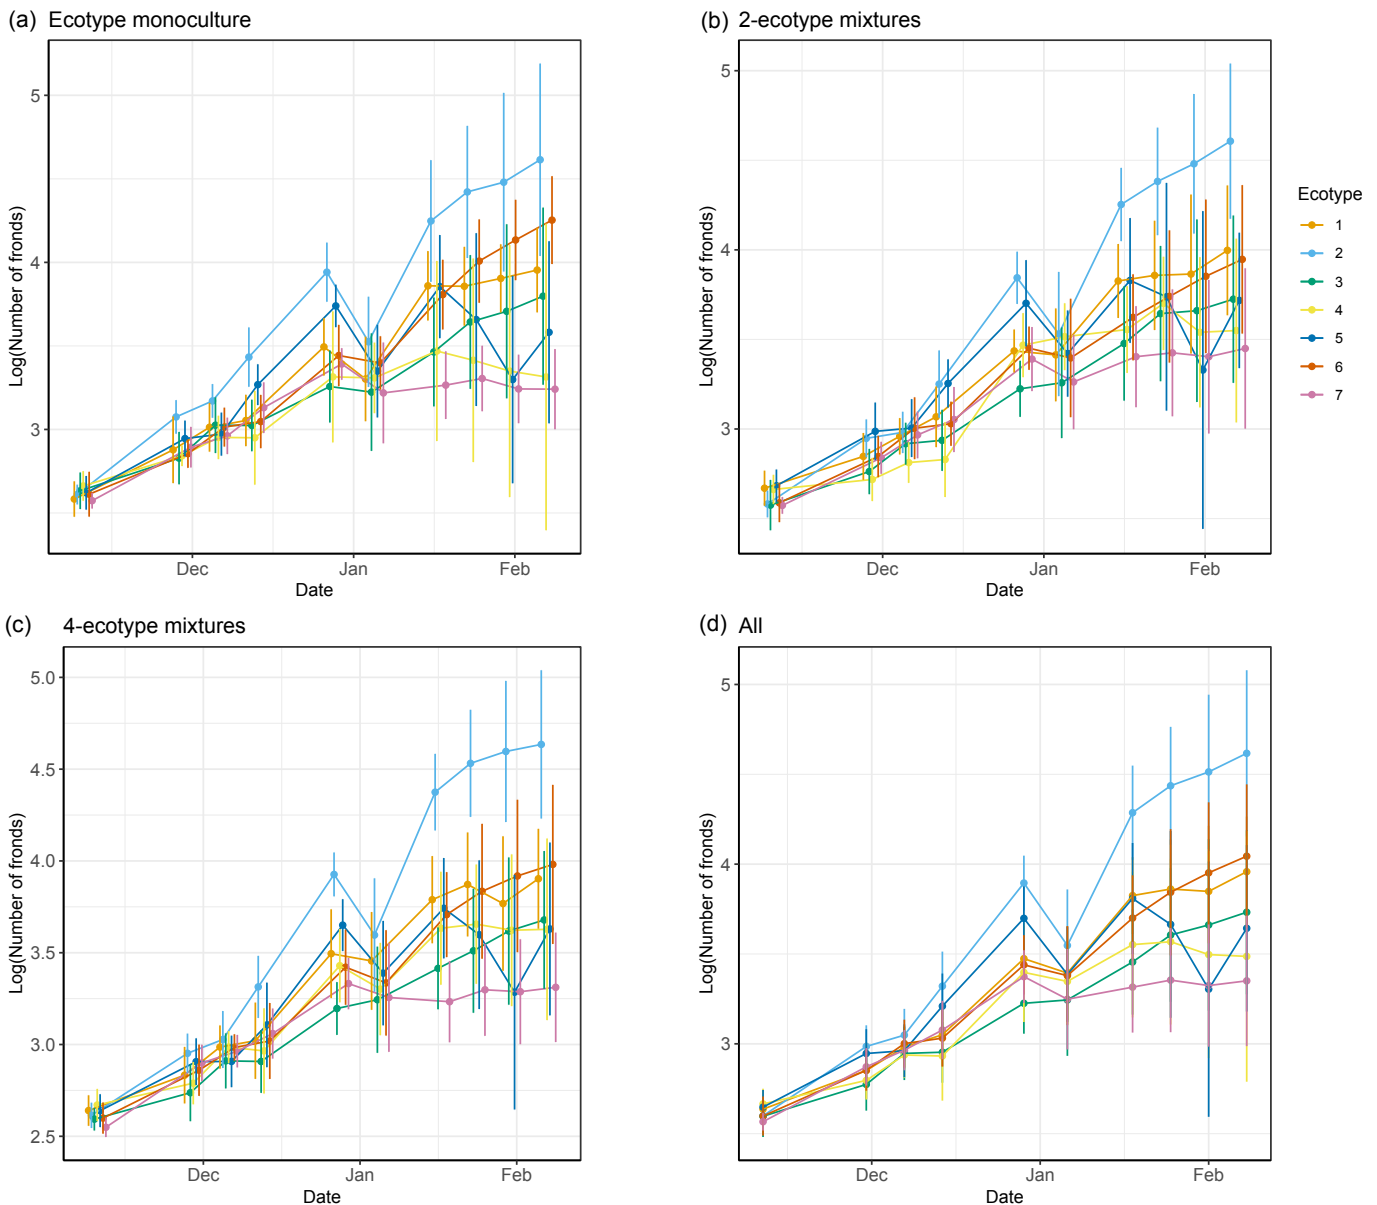 (a) Ecotype monoculture
5
4
3
Log(Number of fronds)
Dec Jan Feb
Date
(b) 2-ecotype mixtures
5
4
3
Log(Number of fronds)
Dec Jan Feb
Date
Ecotype
1
2
3
4
5
6
7
(c) 4-ecotype mixtures
5.0
4.5
4.0
3.5
3.0
2.5
Log(Number of fronds)
Dec Jan Feb
Date
(d) All
5
4
3
Log(Number of fronds)
Dec Jan Feb
Date